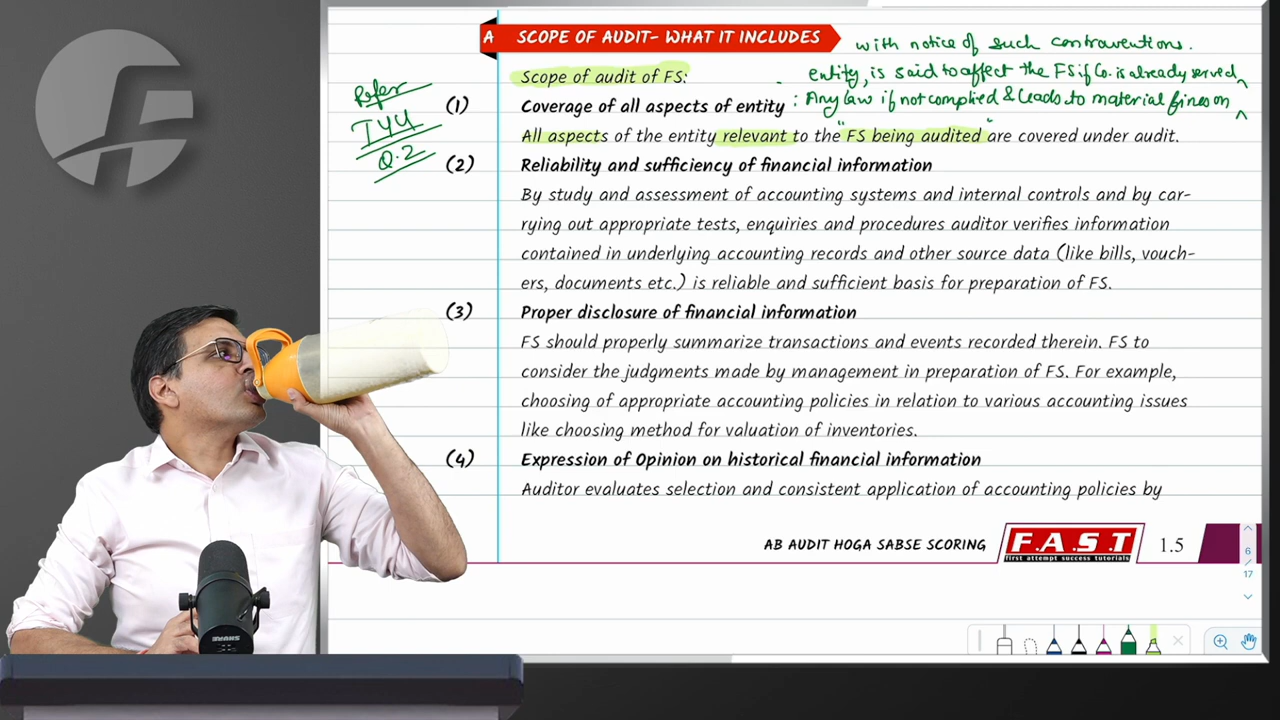 A SCOPE OF AUDIT- WHAT IT INCLUDES
with notice of such contraventions.
Scope of audit of FS:
entity, is said to affect the FS if Co. is already served
Refer
TYU
Q.2
(1) Coverage of all aspects of entity : Any law if not complied & leads to material fines on
All aspects of the entity relevant to the "FS being audited" are covered under audit.
(2) Reliability and sufficiency of financial information
By study and assessment of accounting systems and internal controls and by car-
rying out appropriate tests, enquiries and procedures auditor verifies information
contained in underlying accounting records and other source data (like bills, vouch-
ers, documents etc.) is reliable and sufficient basis for preparation of FS.
(3) Proper disclosure of financial information
FS should properly summarize transactions and events recorded therein. FS to
consider the judgments made by management in preparation of FS. For example,
choosing of appropriate accounting policies in relation to various accounting issues
like choosing method for valuation of inventories.
(4) Expression of Opinion on historical financial information
Auditor evaluates selection and consistent application of accounting policies by
AB AUDIT HOGA SABSE SCORING F.A.S.T 1.5
first attempt success tutorials
6
17
SHURE